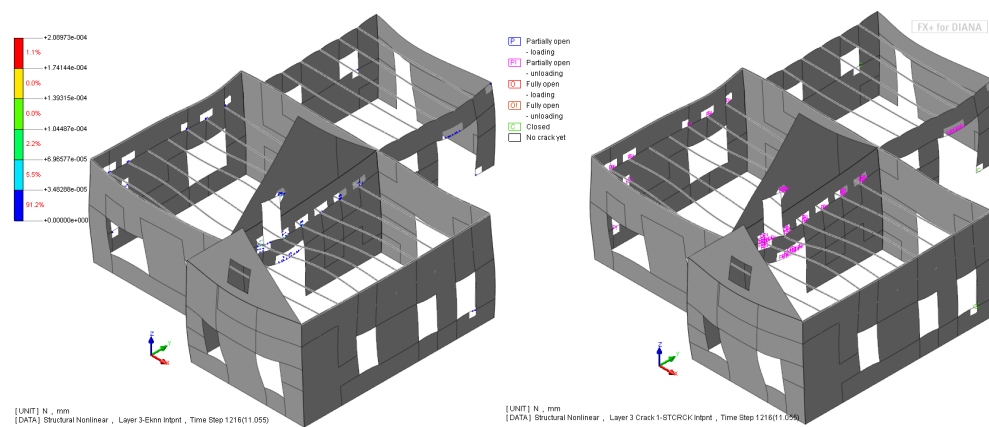 +2.08973e-004
1.1%
+1.74144e-004
0.0%
+1.39315e-004
0.0%
+1.04487e-004
2.2%
+6.96577e-005
5.5%
+3.48288e-005
91.2%
+0.00000e+000
Z
Y
X
[UNIT] N , mm
[DATA] Structural Nonlinear , Layer 3-Eknn Intpnt , Time Step 1216(11.055)
FX+ for DIANA
P Partially open
- loading
P1 Partially open
- unloading
O Fully open
- loading
O1 Fully open
- unloading
C Closed
No crack yet
Z
Y
X
[UNIT] N , mm
[DATA] Structural Nonlinear , Layer 3 Crack 1-STCRCK Intpnt , Time Step 1216(11.055)